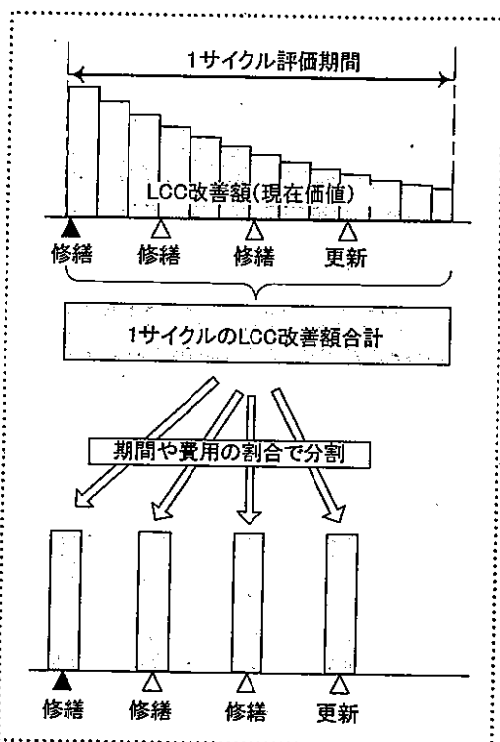 1サイクル評価期間
LCC改善額(現在価値)
修繕 修繕 修繕 更新
1サイクルのLCC改善額合計
期間や費用の割合で分割
修繕 修繕 修繕 更新